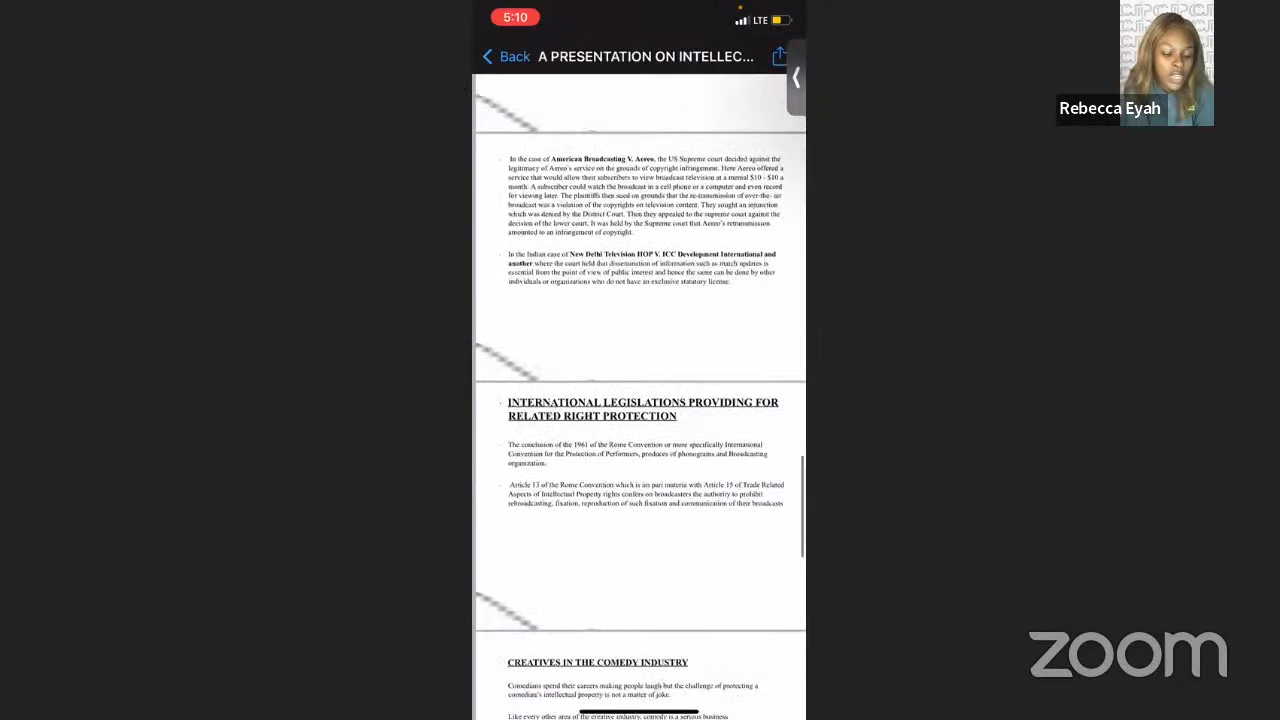 5:10
LTE
Back
A PRESENTATION ON INTELLEC...
Rebecca Eyah
In the case of American Broadcasting V. Aereo, the US Supreme court decided against the
legitimacy of Aereo's service on the grounds of copyright infringement. Here Aereo offered a
service that would allow their subscribers to view broadcast television at a menial $10 - $10 a
month. A subscriber could watch the broadcast in a cell phone or a computer and even record
for viewing later. The plaintiffs then sued on grounds that the re-transmission of over-the- air
broadcast was a violation of the copyrights on television content. They sought an injunction
which was denied by the District Court. Then they appealed to the supreme court against the
decision of the lower court. It was held by the Supreme court that Aereo's retransmission
amounted to an infringement of copyright.
In the Indian case of New Delhi Television HOP V. ICC Development International and
another where the court held that dissemination of information such as match updates is
essential from the point of view of public interest and hence the same can be done by other
individuals or organizations who do not have an exclusive statutory license.
INTERNATIONAL LEGISLATIONS PROVIDING FOR
RELATED RIGHT PROTECTION
The conclusion of the 1961 of the Rome Convention or more specifically International
Convention for the Protection of Performers, produces of phonograms and Broadcasting
organization.
Article 13 of the Rome Convention which is in pari materia with Article 15 of Trade Related
Aspects of Intellectual Property rights confers on broadcasters the authority to prohibit
rebroadcasting, fixation, reproduction of such fixation and communication of their broadcasts
CREATIVES IN THE COMEDY INDUSTRY
Comedians spend their careers making people laugh but the challenge of protecting a
comedian's intellectual property is not a matter of joke.
Like every other area of the creative industry, comedy is a serious business
zoom